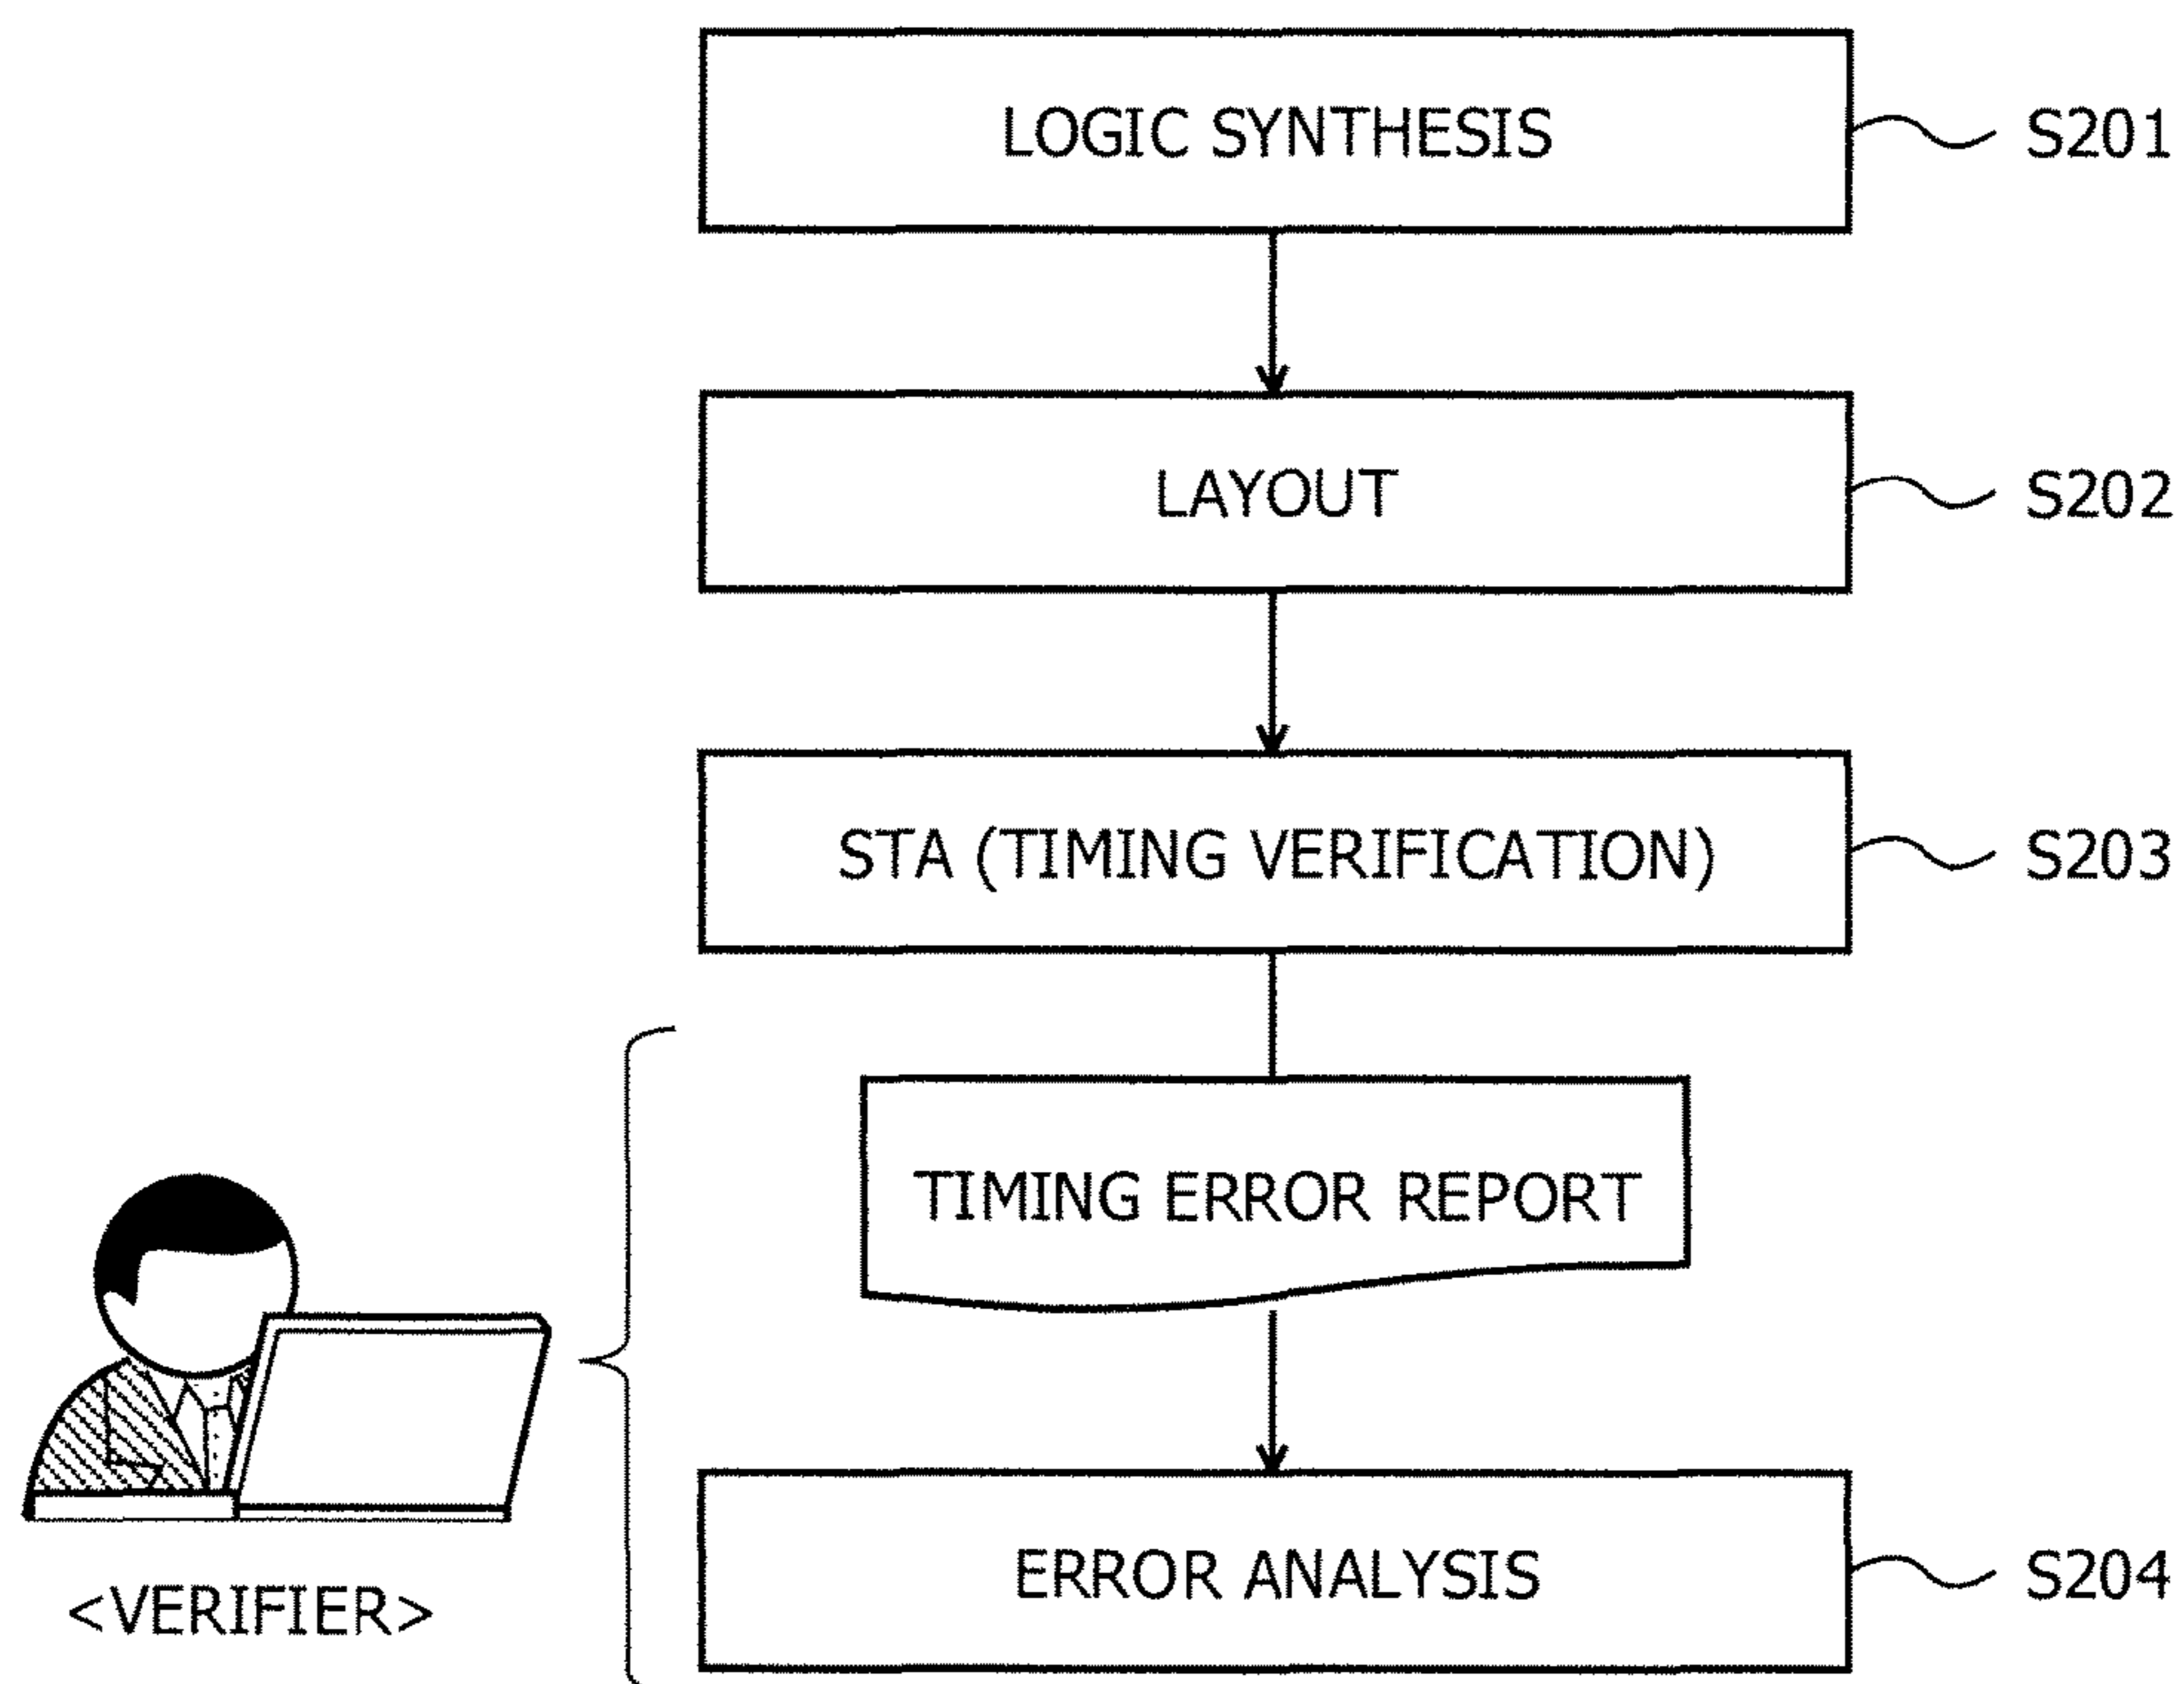 LOGIC SYNTHESIS
S201
LAYOUT
S202
STA (TIMING VERIFICATION)
S203
TIMING ERROR REPORT
ERROR ANALYSIS
S204
<VERIFIER>